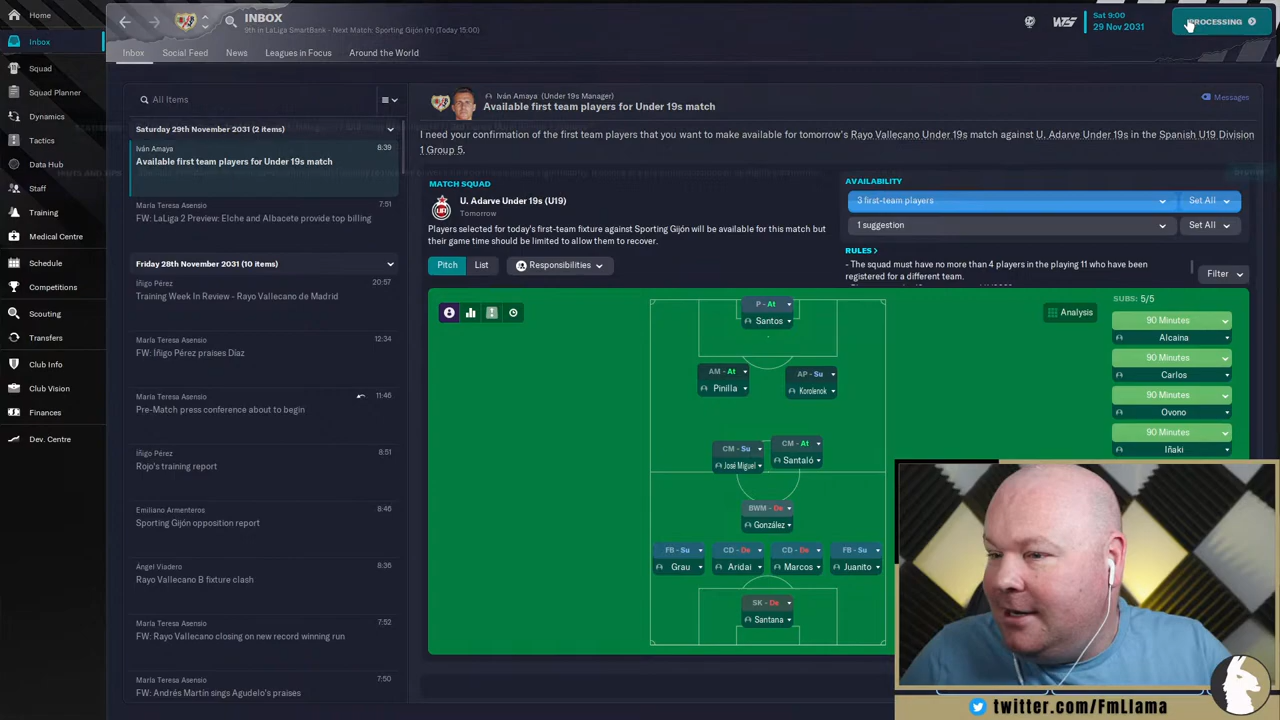 Home
Inbox
Squad
Squad Planner
Dynamics
Tactics
Data Hub
Staff
Training
Medical Centre
Schedule
Competitions
Scouting
Transfers
Club Info
Club Vision
Finances
Dev. Centre
INBOX
9th in LaLiga SmartBank - Next Match: Sporting Gijón (H) (Today 15:00)
Sat 9:00
29 Nov 2031
PROCESSING
Inbox Social Feed News Leagues in Focus Around the World
All Items
Saturday 29th November 2031 (2 items)
Iván Amaya 8:39
Available first team players for Under 19s match
María Teresa Asensio 7:51
FW: LaLiga 2 Preview: Elche and Albacete provide top billing
Friday 28th November 2031 (10 items)
Iñigo Pérez 20:57
Training Week In Review - Rayo Vallecano de Madrid
María Teresa Asensio 12:34
FW: Iñigo Pérez praises Díaz
María Teresa Asensio 11:46
Pre-Match press conference about to begin
Iñigo Pérez 8:51
Rojo's training report
Emiliano Armenteros 8:46
Sporting Gijón opposition report
Ángel Viadero 8:36
Rayo Vallecano B fixture clash
María Teresa Asensio 7:52
FW: Rayo Vallecano closing on new record winning run
María Teresa Asensio 7:50
FW: Andrés Martín sings Agudelo's praises
Iván Amaya (Under 19s Manager)
Available first team players for Under 19s match
Messages
I need your confirmation of the first team players that you want to make available for tomorrow's Rayo Vallecano Under 19s match against U. Adarve Under 19s in the Spanish U19 Division
1 Group 5.
MATCH SQUAD
U. Adarve Under 19s (U19)
Tomorrow
Players selected for today's first-team fixture against Sporting Gijón will be available for this match but
their game time should be limited to allow them to recover.
Pitch List Responsibilities
AVAILABILITY
3 first-team players Set All
1 suggestion Set All
RULES >
- The squad must have no more than 4 players in the playing 11 who have been
registered for a different team.
Filter
Analysis
P - At
Santos
AM - At
Pinilla
AP - Su
Korolenok
CM - Su
José Miguel
CM - At
Santaló
BWM - De
González
FB - Su
Grau
CD - De
Aridai
CD - De
Marcos
FB - Su
Juanito
SK - De
Santana
SUBS: 5/5
90 Minutes
Alcaina
90 Minutes
Carlos
90 Minutes
Ovono
90 Minutes
Iñaki
twitter.com/FmLlama